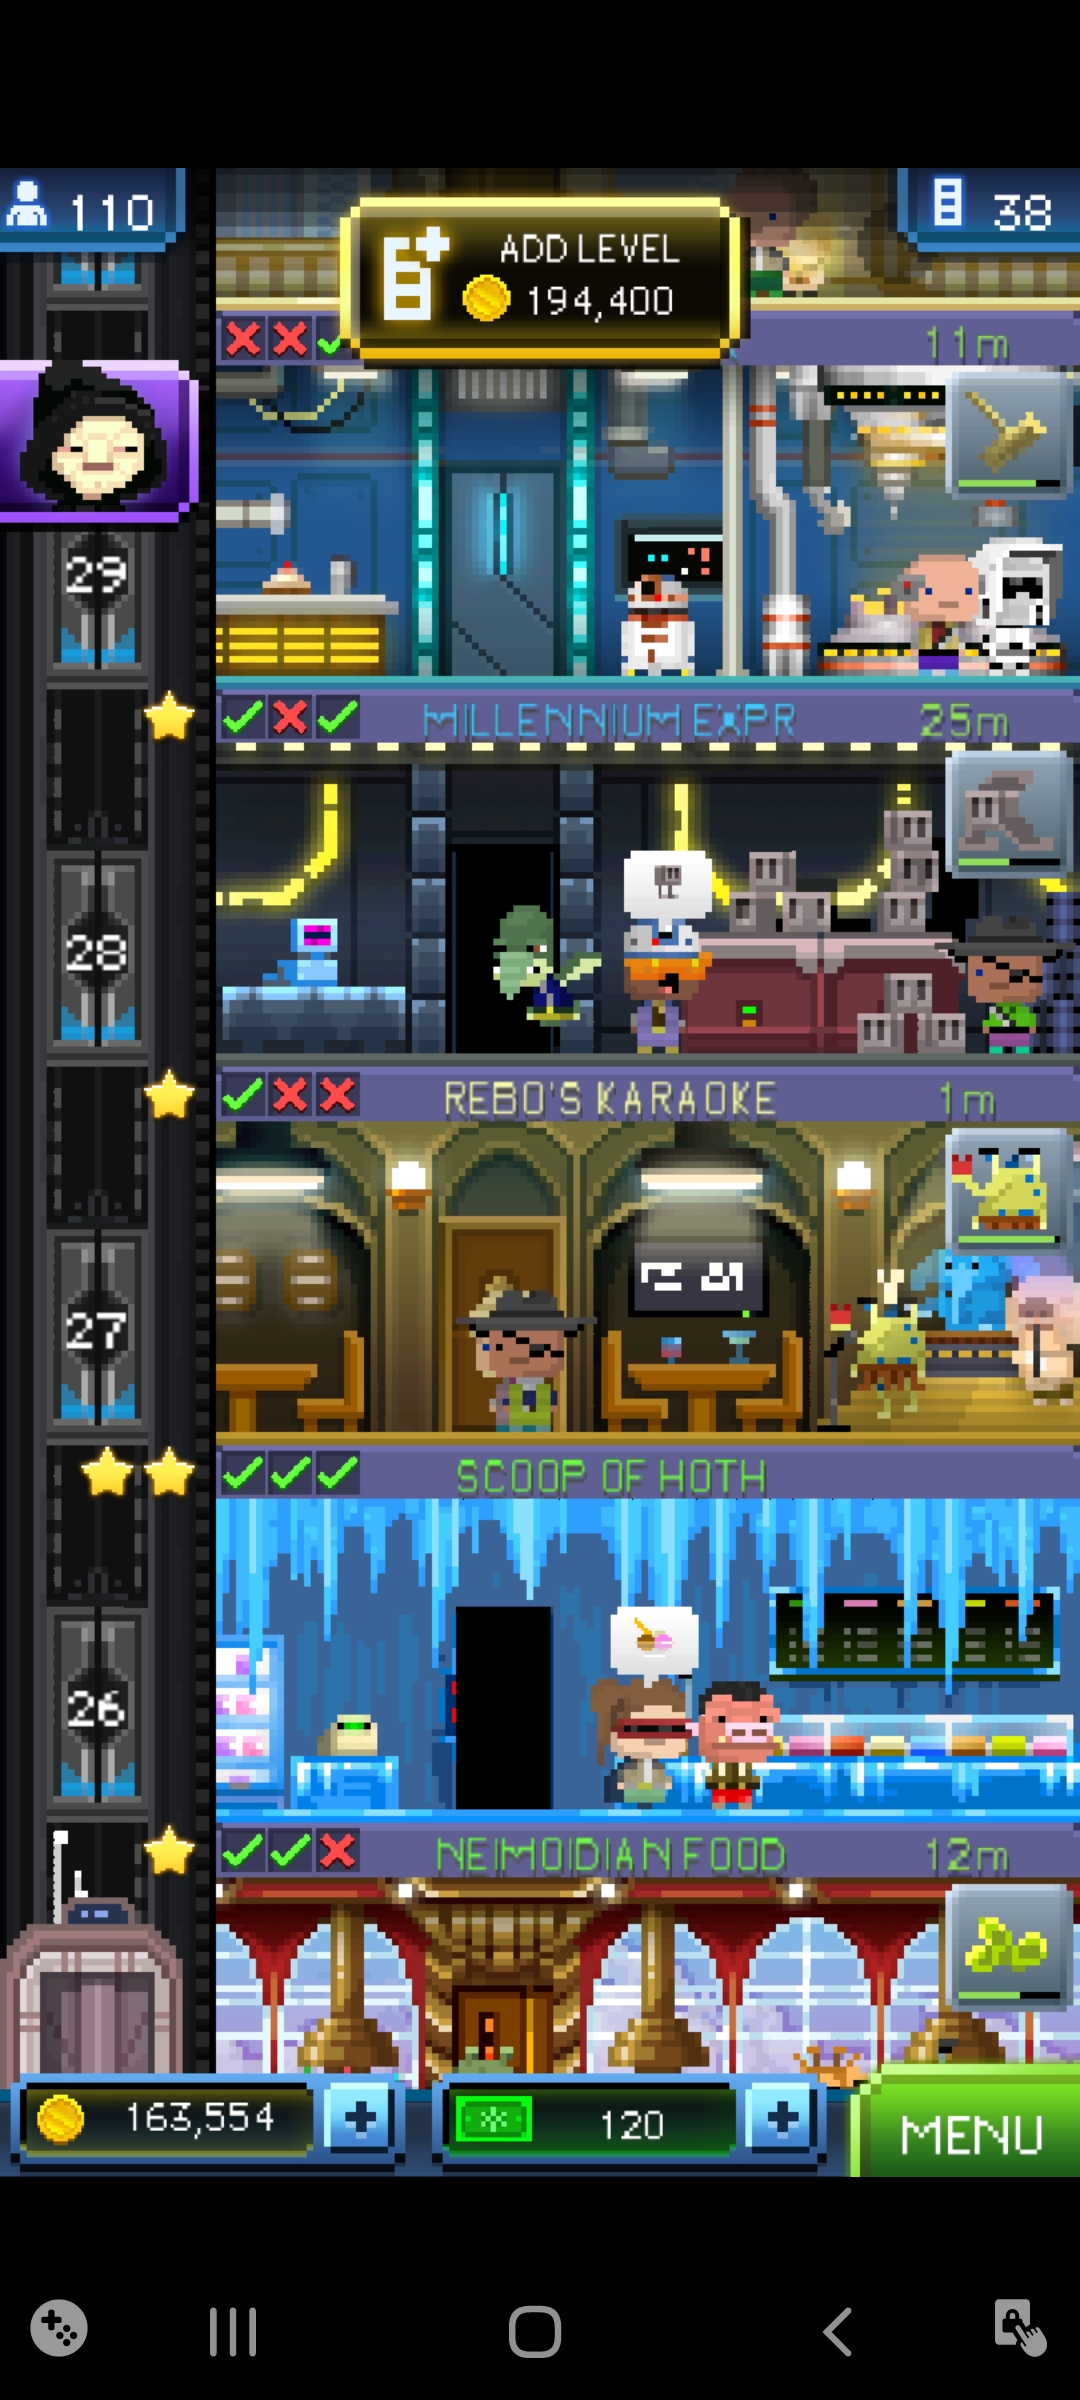 110
38
ADD LEVEL
194,400
11m
29
MILLENNIUM EXPR
25m
28
REBO'S KARAOKE
1m
27
SCOOP OF HOTH
26
NEIMOIDIAN FOOD
12m
163,554
120
MENU